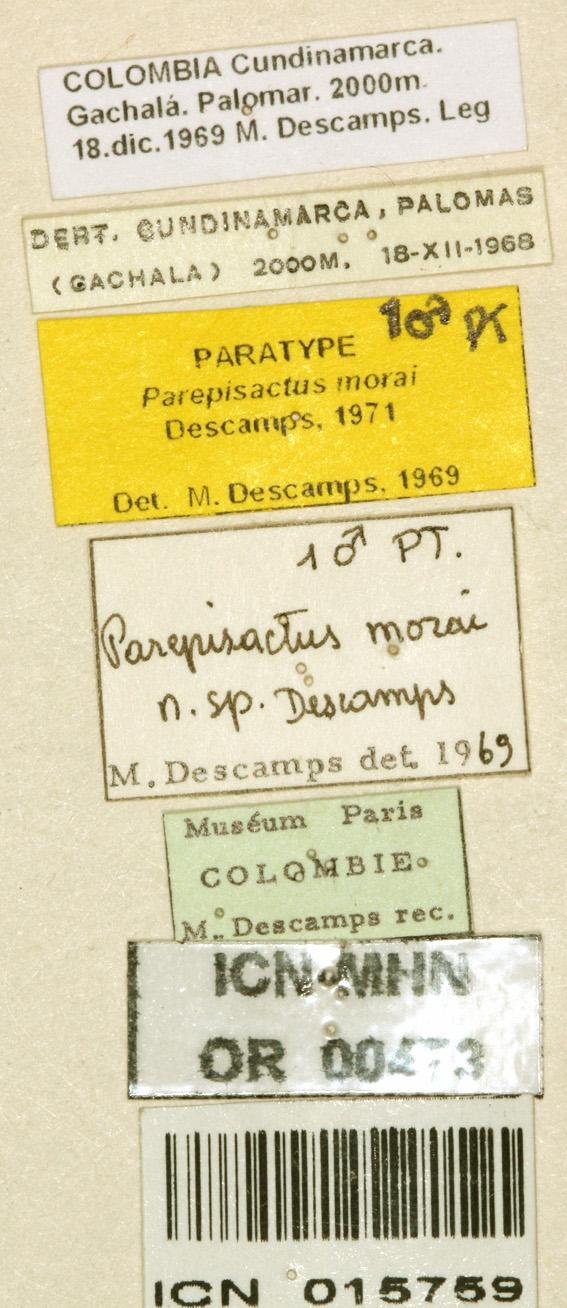 COLOMBIA Cundinamarca.
Gachalá. Palomar. 2000m.
18.dic.1969 M. Descamps. Leg
DERT. CUNDINAMARCA, PALOMAS
(GACHALA) 2000M. 18-XII-1968
1♂ PT
PARATYPE
Parepisactus morai
Descamps, 1971
Det. M. Descamps, 1969
1♂ PT.
Parepisactus morai
n. sp. Descamps
M. Descamps det. 1969
Muséum Paris
COLOMBIE
M. Descamps rec.
ICN-MHN
OR 00473
ICN 015759